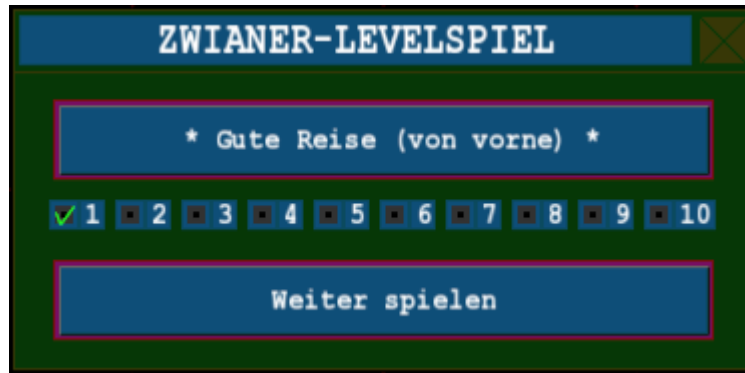 ZWIANER-LEVELSPIEL
* Gute Reise (von vorne) *
1 2 3 4 5 6 7 8 9 10
Weiter spielen